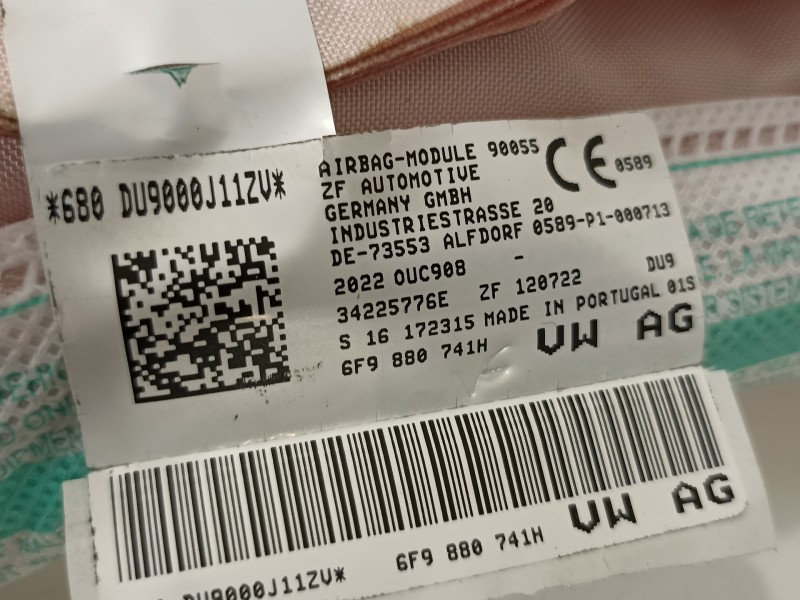 *680 DU9000J11ZV*
AIRBAG-MODULE 90055
CE 0589
ZF AUTOMOTIVE
GERMANY GMBH
INDUSTRIESTRASSE 20
DE-73553 ALFDORF 0589-P1-000713
2022 OUC908 - DU9
34225776E ZF 120722
S 16 172315 MADE IN PORTUGAL 01S
6F9 880 741H VW AG
DU9000J11ZV* 6F9 880 741H VW AG